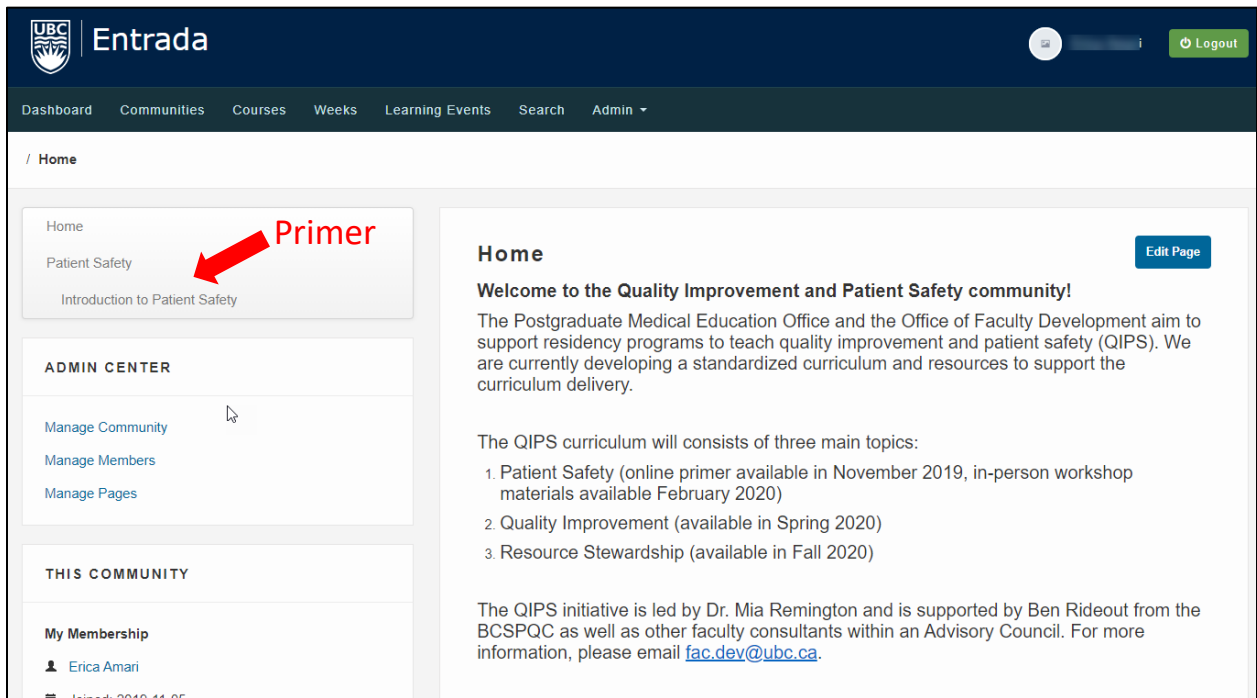 UBC
Entrada
Logout
Dashboard Communities Courses Weeks Learning Events Search Admin
/ Home
Home
Primer
Patient Safety
Introduction to Patient Safety
ADMIN CENTER
Manage Community
Manage Members
Manage Pages
THIS COMMUNITY
My Membership
Erica Amari
Home
Edit Page
Welcome to the Quality Improvement and Patient Safety community!
The Postgraduate Medical Education Office and the Office of Faculty Development aim to
support residency programs to teach quality improvement and patient safety (QIPS). We
are currently developing a standardized curriculum and resources to support the
curriculum delivery.
The QIPS curriculum will consists of three main topics:
1. Patient Safety (online primer available in November 2019, in-person workshop
materials available February 2020)
2. Quality Improvement (available in Spring 2020)
3. Resource Stewardship (available in Fall 2020)
The QIPS initiative is led by Dr. Mia Remington and is supported by Ben Rideout from the
BCSPQC as well as other faculty consultants within an Advisory Council. For more
information, please email fac.dev@ubc.ca.